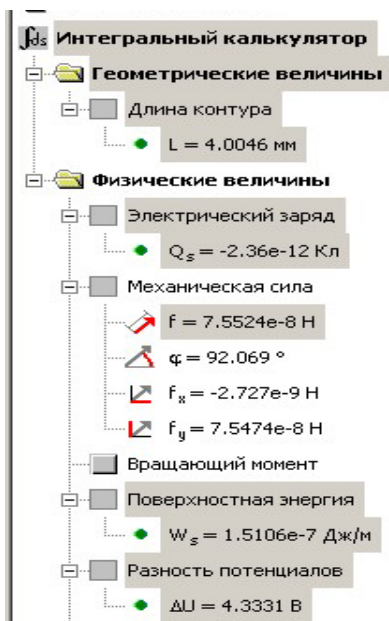 ∫ds Интегральный калькулятор
Геометрические величины
Длина контура
L = 4.0046 мм
Физические величины
Электрический заряд
Qs = -2.36e-12 Кл
Механическая сила
f = 7.5524e-8 Н
φ = 92.069 °
fx = -2.727e-9 Н
fy = 7.5474e-8 Н
Вращающий момент
Поверхностная энергия
Ws = 1.5106e-7 Дж/м
Разность потенциалов
ΔU = 4.3331 В